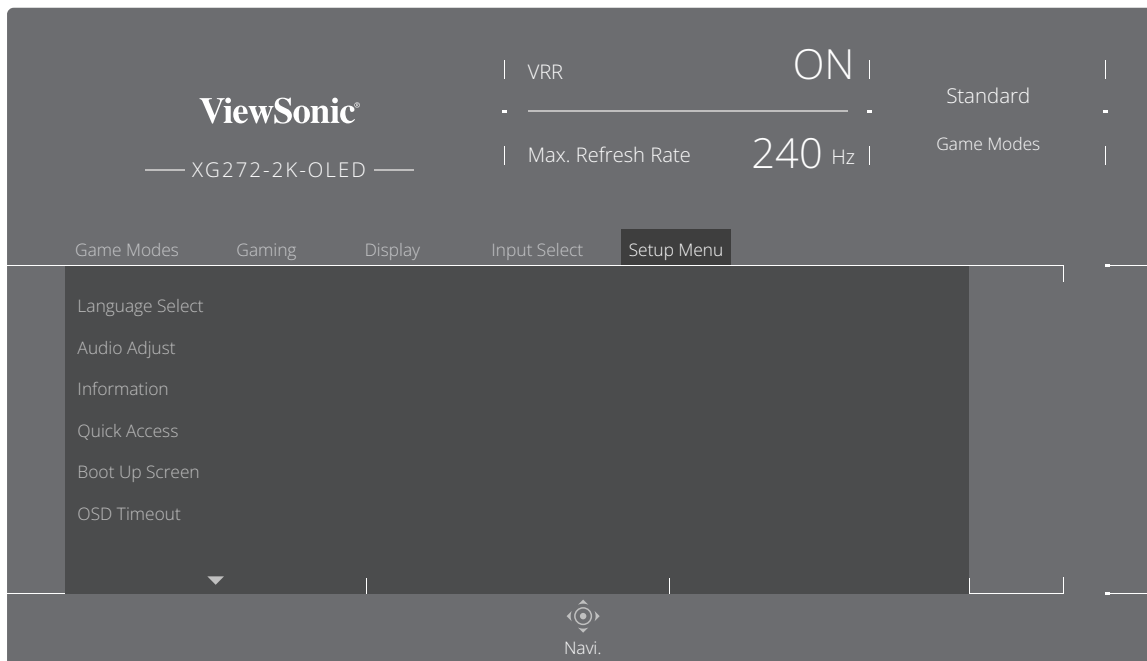 ViewSonic®
XG272-2K-OLED
VRR ON
Max. Refresh Rate 240 Hz
Standard
Game Modes
Game Modes Gaming Display Input Select Setup Menu
Language Select
Audio Adjust
Information
Quick Access
Boot Up Screen
OSD Timeout
Navi.